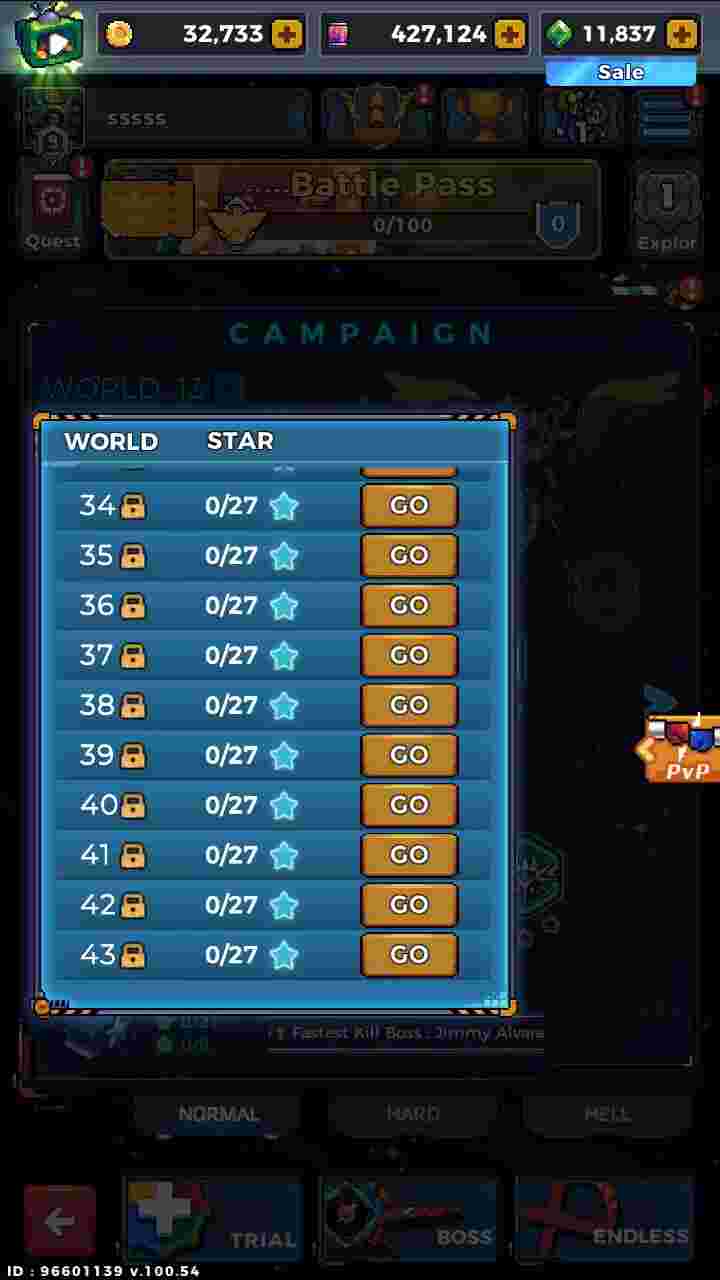 32,733
427,124
11,837
Sale
19
sssss
1
Battle Pass
0/100
0
Quest
1
Explor
CAMPAIGN
WORLD 13
WORLD STAR
34 0/27 GO
35 0/27 GO
36 0/27 GO
37 0/27 GO
38 0/27 GO
39 0/27 GO
40 0/27 GO
41 0/27 GO
42 0/27 GO
43 0/27 GO
PvP
Fastest Kill Boss : Jimmy Alvare
NORMAL HARD HELL
TRIAL BOSS ENDLESS
ID : 96601139 v.100.54